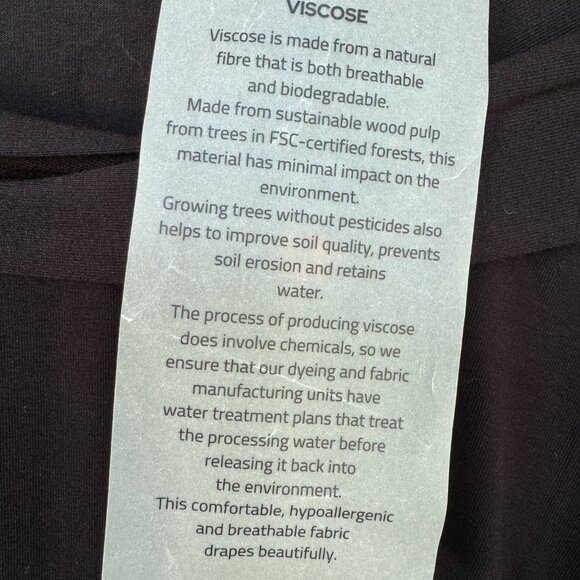 VISCOSE
Viscose is made from a natural
fibre that is both breathable
and biodegradable.
Made from sustainable wood pulp
from trees in FSC-certified forests, this
material has minimal impact on the
environment.
Growing trees without pesticides also
helps to improve soil quality, prevents
soil erosion and retains
water.
The process of producing viscose
does involve chemicals, so we
ensure that our dyeing and fabric
manufacturing units have
water treatment plans that treat
the processing water before
releasing it back into
the environment.
This comfortable, hypoallergenic
and breathable fabric
drapes beautifully.